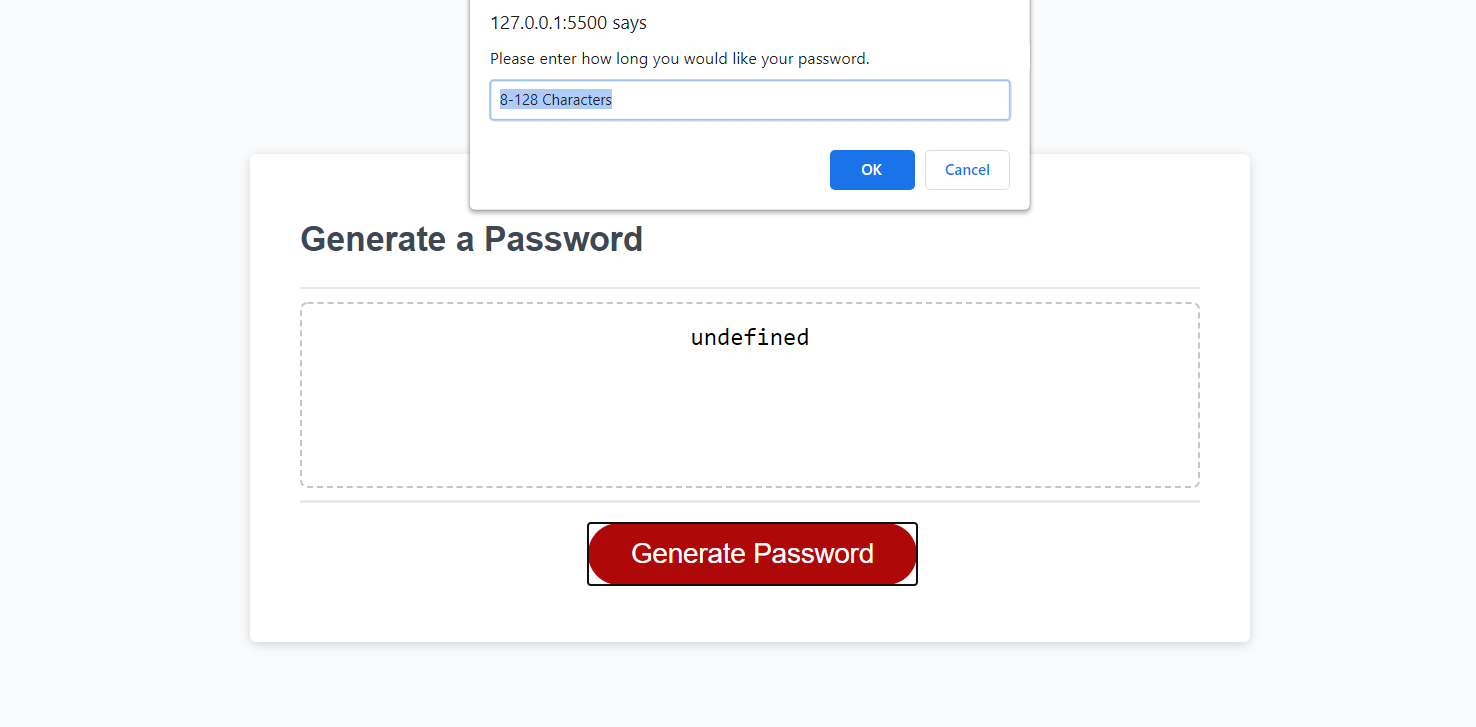 127.0.0.1:5500 says
Please enter how long you would like your password.
8-128 Characters
OK
Cancel
Generate a Password
undefined
Generate Password